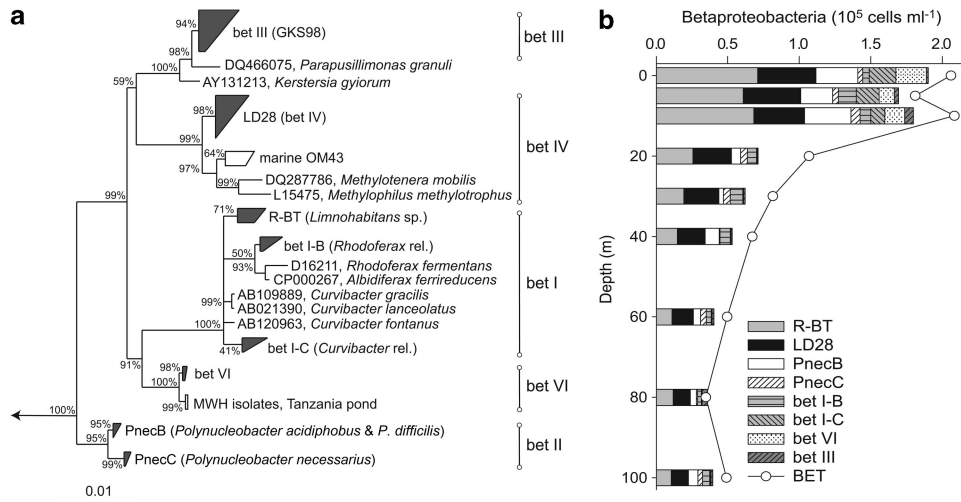 a
94%
bet III (GKS98)
bet III
98%
DQ466075, Parapusillimonas granuli
100%
AY131213, Kerstersia gyiorum
59%
98%
LD28 (bet IV)
99%
64%
marine OM43
bet IV
97%
99%
DQ287786, Methylotenera mobilis
L15475, Methylophilus methylotrophus
99%
71%
R-BT (Limnohabitans sp.)
bet I-B (Rhodoferax rel.)
50%
93%
D16211, Rhodoferax fermentans
CP000267, Albidiferax ferrireducens
bet I
AB109889, Curvibacter gracilis
99%
AB021390, Curvibacter lanceolatus
AB120963, Curvibacter fontanus
100%
41%
bet I-C (Curvibacter rel.)
91%
98%
bet VI
100%
bet VI
99%
MWH isolates, Tanzania pond
100%
95%
PnecB (Polynucleobacter acidiphobus & P. difficilis)
95%
bet II
99%
PnecC (Polynucleobacter necessarius)
0.01
b
Betaproteobacteria (10⁵ cells ml⁻¹)
0.0 0.5 1.0 1.5 2.0
0
20
40
60
80
100
Depth (m)
R-BT
LD28
PnecB
PnecC
bet I-B
bet I-C
bet VI
bet III
BET